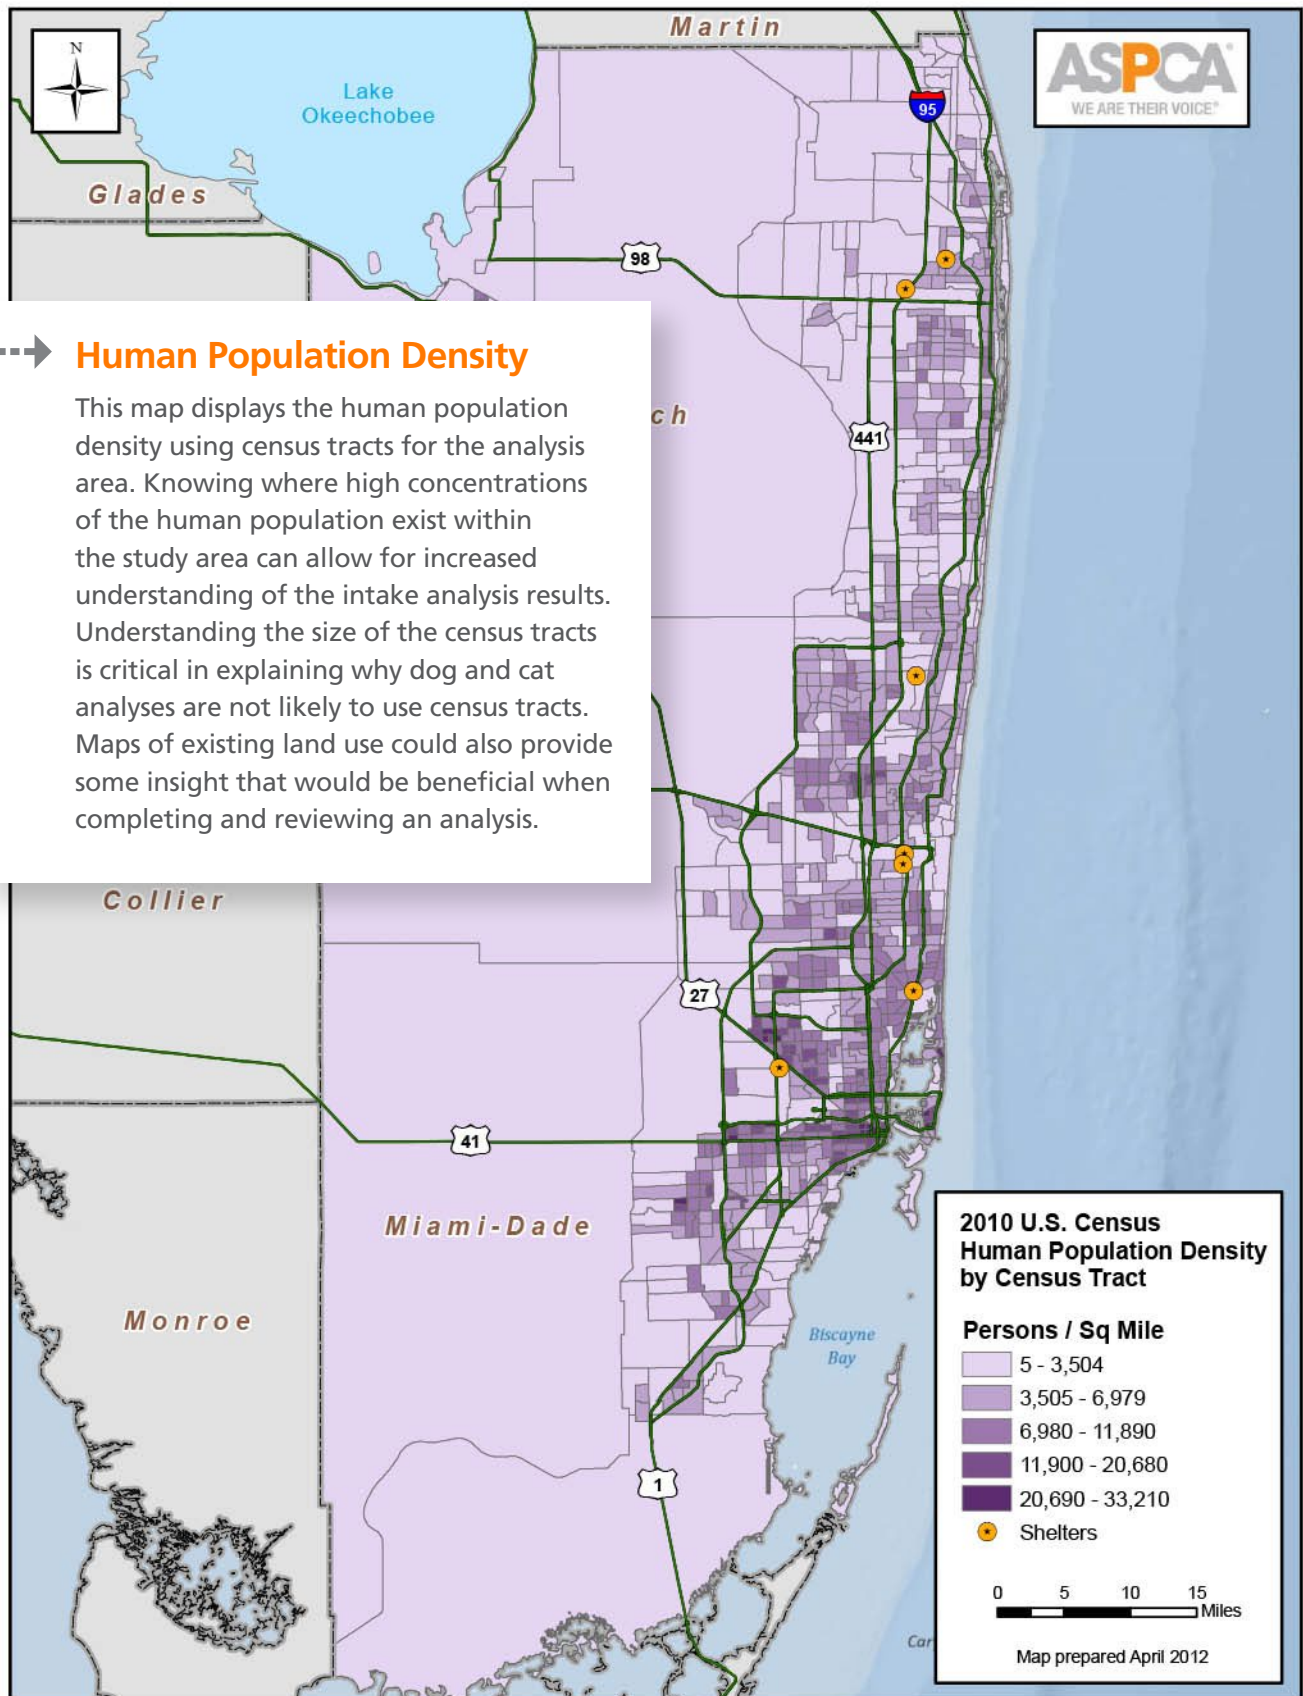 Martin
N
ASPCA®
WE ARE THEIR VOICE®
Lake
Okeechobee
95
Glades
98
Human Population Density
This map displays the human population
density using census tracts for the analysis
area. Knowing where high concentrations
of the human population exist within
the study area can allow for increased
understanding of the intake analysis results.
Understanding the size of the census tracts
is critical in explaining why dog and cat
analyses are not likely to use census tracts.
Maps of existing land use could also provide
some insight that would be beneficial when
completing and reviewing an analysis.
ch
441
Collier
27
41
Miami-Dade
Monroe
Biscayne
Bay
1
2010 U.S. Census
Human Population Density
by Census Tract
Persons / Sq Mile
5 - 3,504
3,505 - 6,979
6,980 - 11,890
11,900 - 20,680
20,690 - 33,210
Shelters
0 5 10 15
Miles
Car
Map prepared April 2012